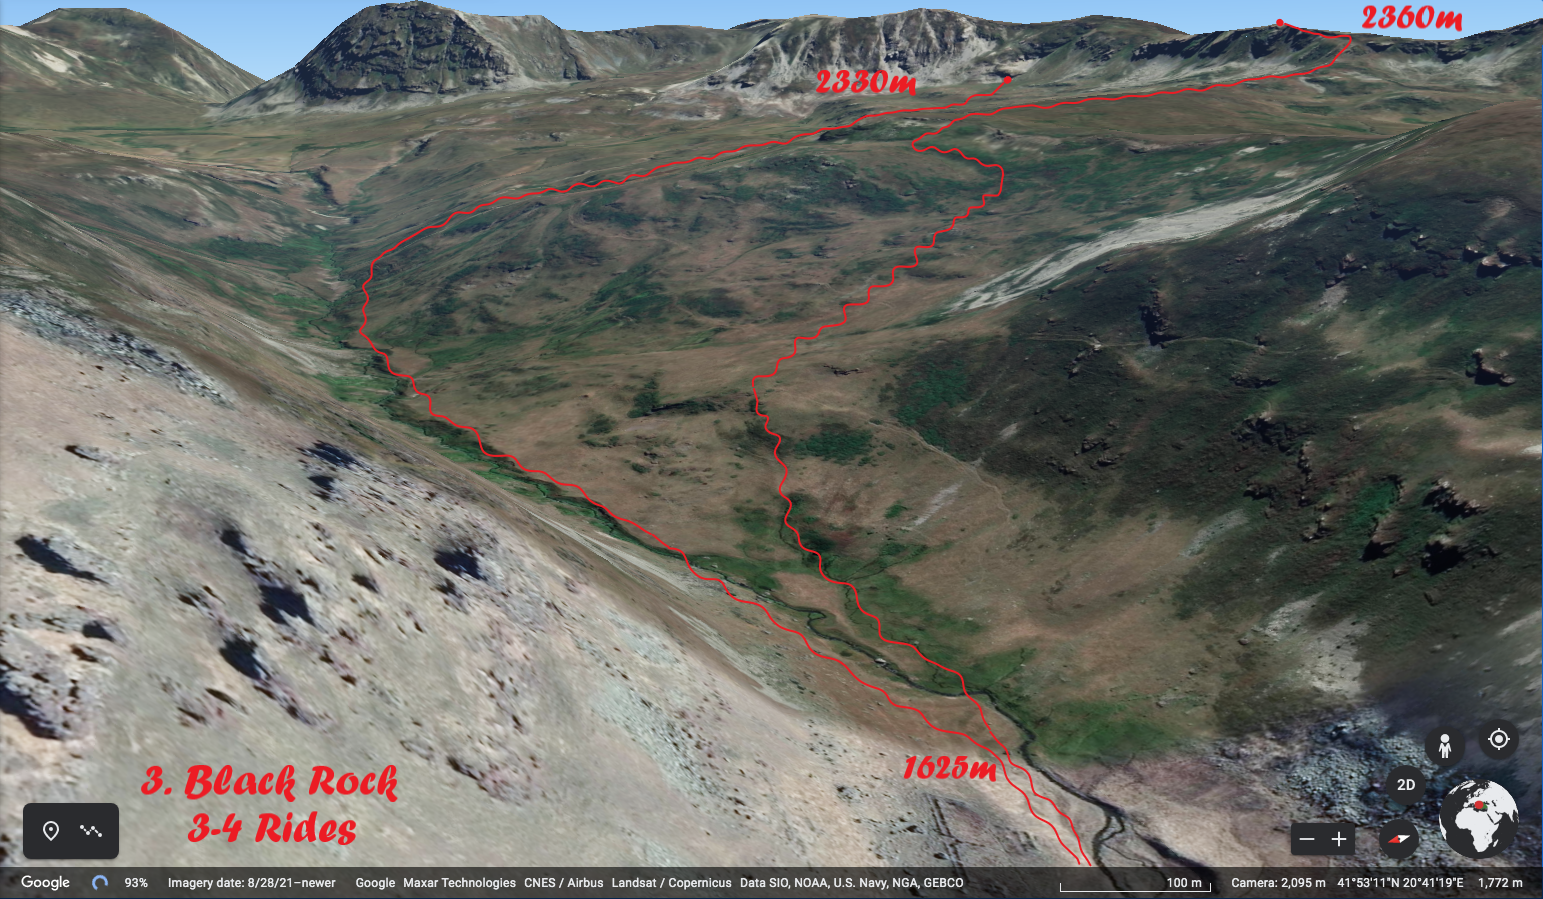 2360m
2330m
1625m
3. Black Rock
3-4 Rides
2D
Google 93% Imagery date: 8/28/21–newer Google Maxar Technologies CNES / Airbus Landsat / Copernicus Data SIO, NOAA, U.S. Navy, NGA, GEBCO 100 m Camera: 2,095 m 41°53'11"N 20°41'19"E 1,772 m